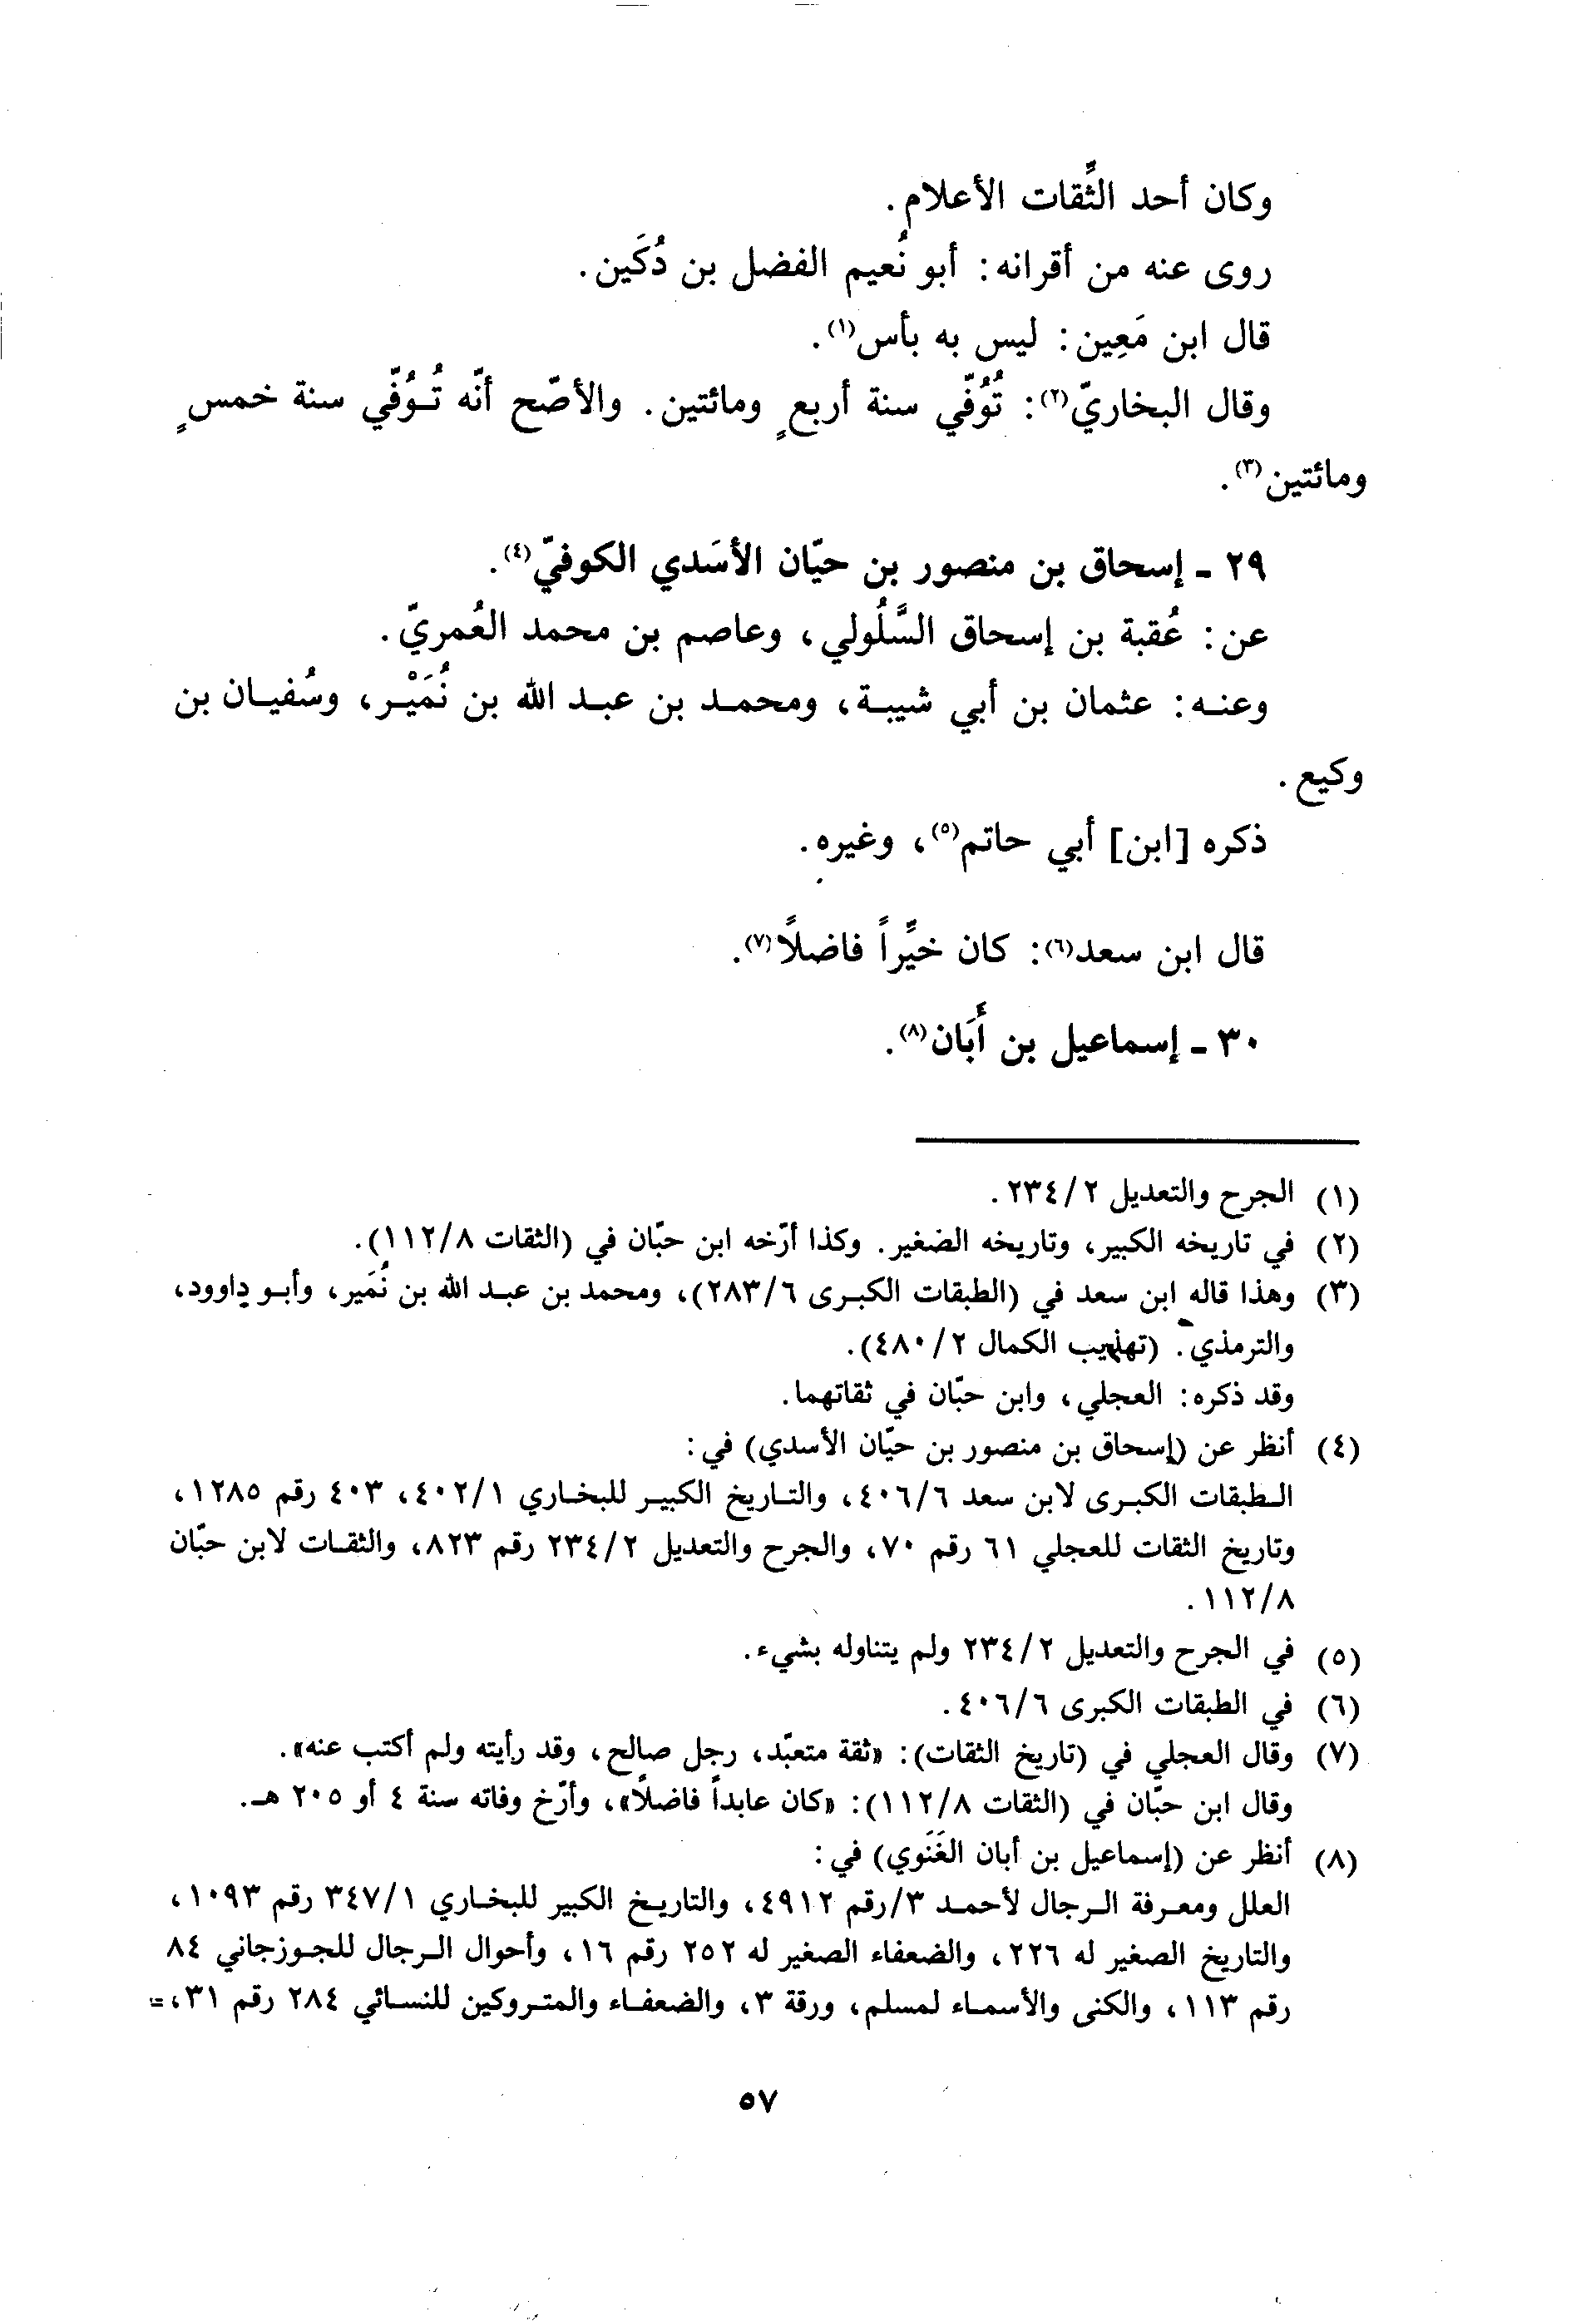 وكان أحد الثِّقات الأعلام.
روى عنه من أقرانه: أبو نُعيم الفضل بن دُكَين.
قال ابن مَعِين: ليس به بأس(١).
وقال البخاريّ(٢): تُوُفّي سنة أربعٍ ومائتين. والأصّح أنّه تُوُفّي سنة خمسٍ
ومائتين(٣).
٢٩ - إسحاق بن منصور بن حيّان الأسَدي الكوفيّ(٤).
عن: عُقبة بن إسحاق السَّلُولي، وعاصم بن محمد العُمريّ.
وعنه: عثمان بن أبي شيبة، ومحمد بن عبد الله بن نُمَيْر، وسُفيان بن
وكيع.
ذكره [ابن] أبي حاتم(٥)، وغيره.
قال ابن سعد(٦): كان خيِّراً فاضلاً(٧).
٣٠ - إسماعيل بن أَبَان(٨).
(١) الجرح والتعديل ٢/٢٣٤.
(٢) في تاريخه الكبير، وتاريخه الصغير. وكذا أرّخه ابن حبّان في (الثقات ٨/١١٢).
(٣) وهذا قاله ابن سعد في (الطبقات الكبرى ٦/٢٨٣)، ومحمد بن عبد الله بن نُمَير، وأبو داوود،
والترمذي. (تهذيب الكمال ٢/٤٨٠).
وقد ذكره: العجلي، وابن حبّان في ثقاتهما.
(٤) أنظر عن (إسحاق بن منصور بن حيّان الأسدي) في:
الطبقات الكبرى لابن سعد ٦/٤٠٦، والتاريخ الكبير للبخاري ١/٤٠٢، ٤٠٣ رقم ١٢٨٥،
وتاريخ الثقات للعجلي ٦١ رقم ٧٠، والجرح والتعديل ٢/٢٣٤ رقم ٨٢٣، والثقات لابن حبّان
٨/١١٢.
(٥) في الجرح والتعديل ٢/٢٣٤ ولم يتناوله بشيء.
(٦) في الطبقات الكبرى ٦/٤٠٦.
(٧) وقال العجلي في (تاريخ الثقات): «ثقة متعبّد، رجل صالح، وقد رأيته ولم أكتب عنه».
وقال ابن حبّان في (الثقات ٨/١١٢): «كان عابداً فاضلاً»، وأرّخ وفاته سنة ٤ أو ٢٠٥ هـ.
(٨) أنظر عن (إسماعيل بن أبان الغَنَوي) في:
العلل ومعرفة الرجال لأحمد ٣/رقم ٤٩١٢، والتاريخ الكبير للبخاري ١/٣٤٧ رقم ١٠٩٣،
والتاريخ الصغير له ٢٢٦، والضعفاء الصغير له ٢٥٢ رقم ١٦، وأحوال الرجال للجوزجاني ٨٤
رقم ١١٣، والكنى والأسماء لمسلم، ورقة ٣، والضعفاء والمتروكين للنسائي ٢٨٤ رقم ٣١، =
٥٧